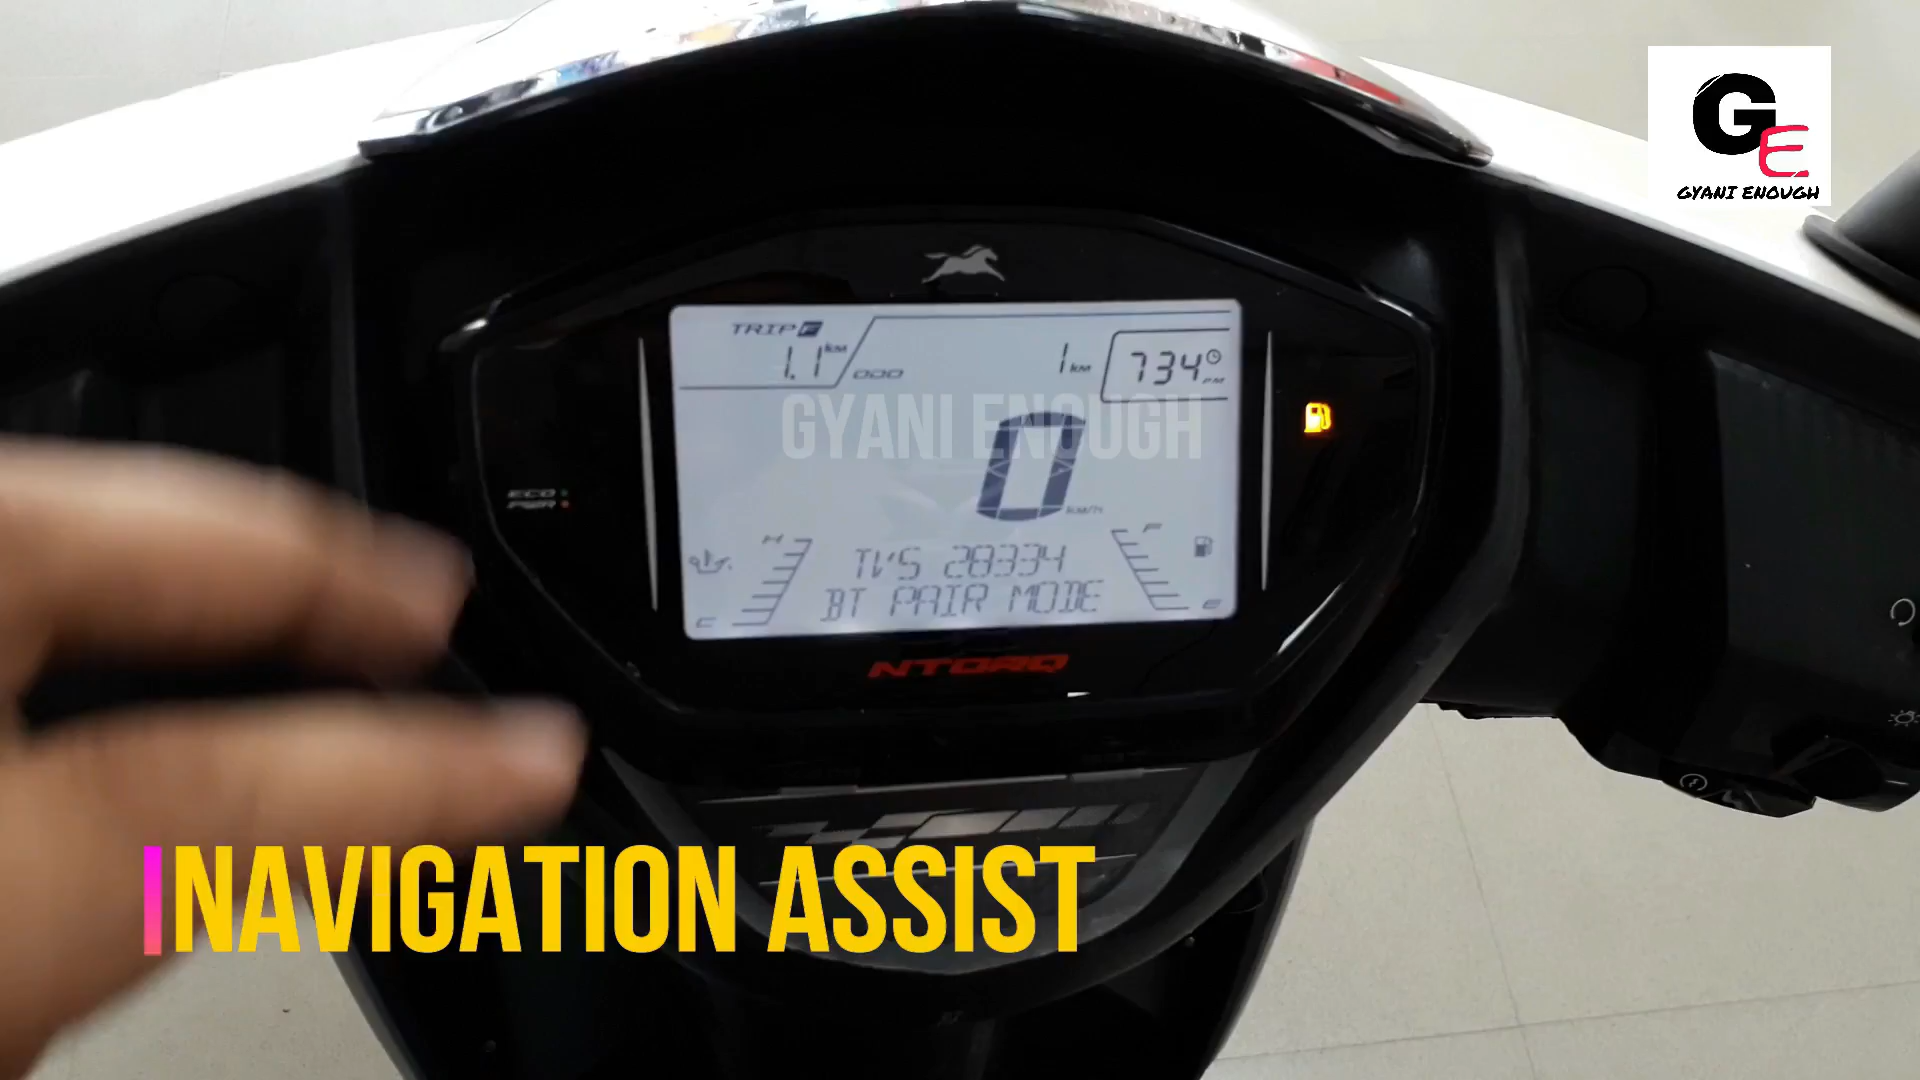 GE
GYANI ENOUGH
TRIP F
1.1 KM
ODO
1 KM
7 34
PM
GYANI ENOUGH
0
KM/H
ECO
PWR
H
F
TVS 28334
BT PAIR MODE
C
E
NTORQ
NAVIGATION ASSIST